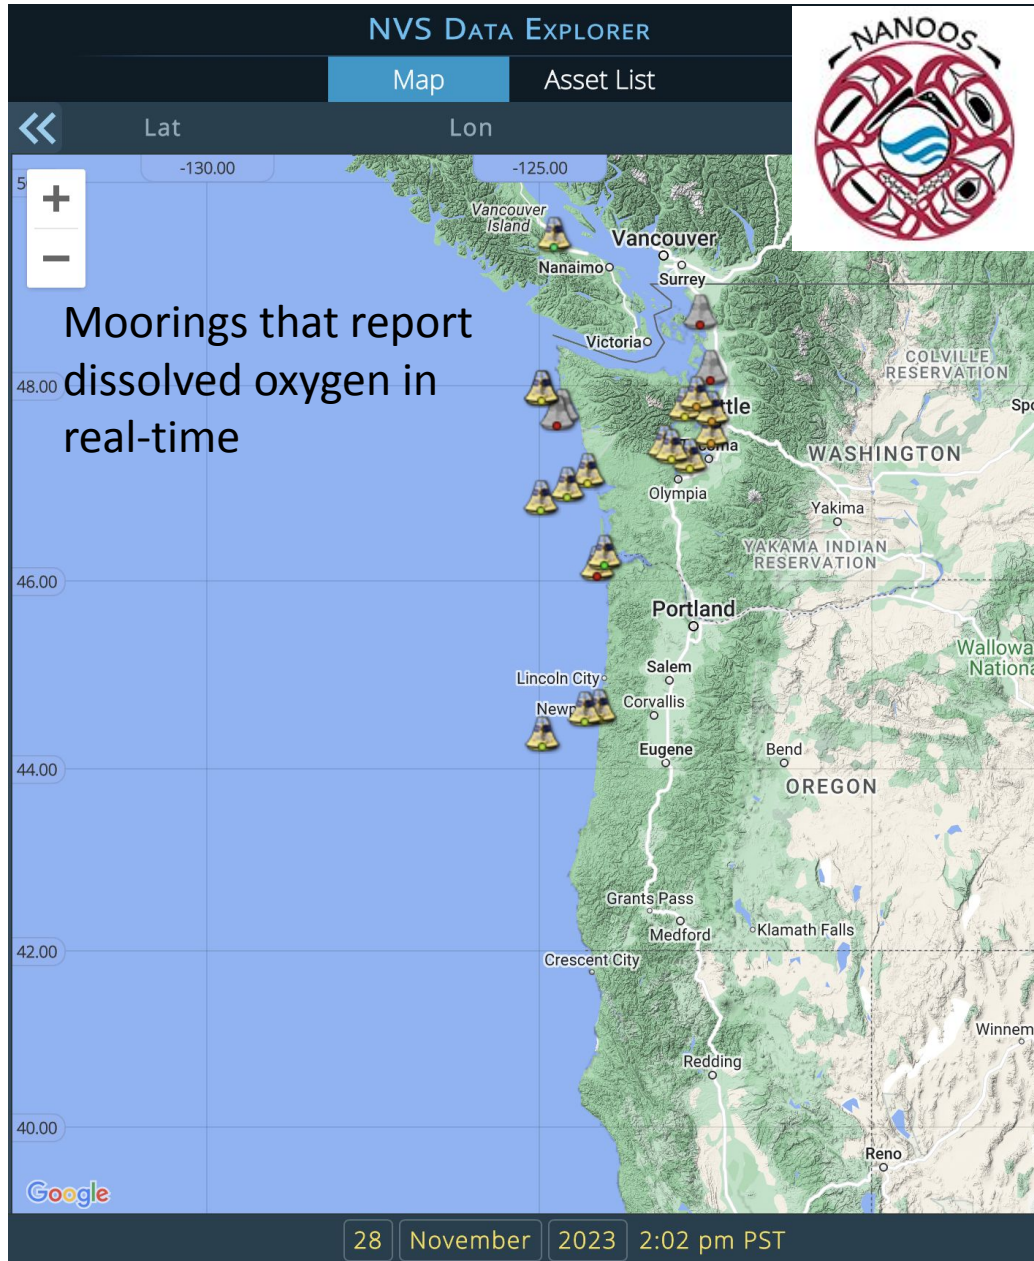 NVS DATA EXPLORER
NANOOS
Map
Asset List
Lat
Lon
-130.00
-125.00
+
−
Vancouver
Island
Vancouver
Nanaimo
Surrey
Moorings that report
dissolved oxygen in
real-time
Victoria
COLVILLE
RESERVATION
48.00
WASHINGTON
Olympia
Yakima
YAKAMA INDIAN
RESERVATION
46.00
Portland
Lincoln City
Salem
Corvallis
Eugene
Bend
44.00
OREGON
Grants Pass
Medford
Klamath Falls
42.00
Crescent City
Redding
40.00
Reno
Google
28 November 2023 2:02 pm PST